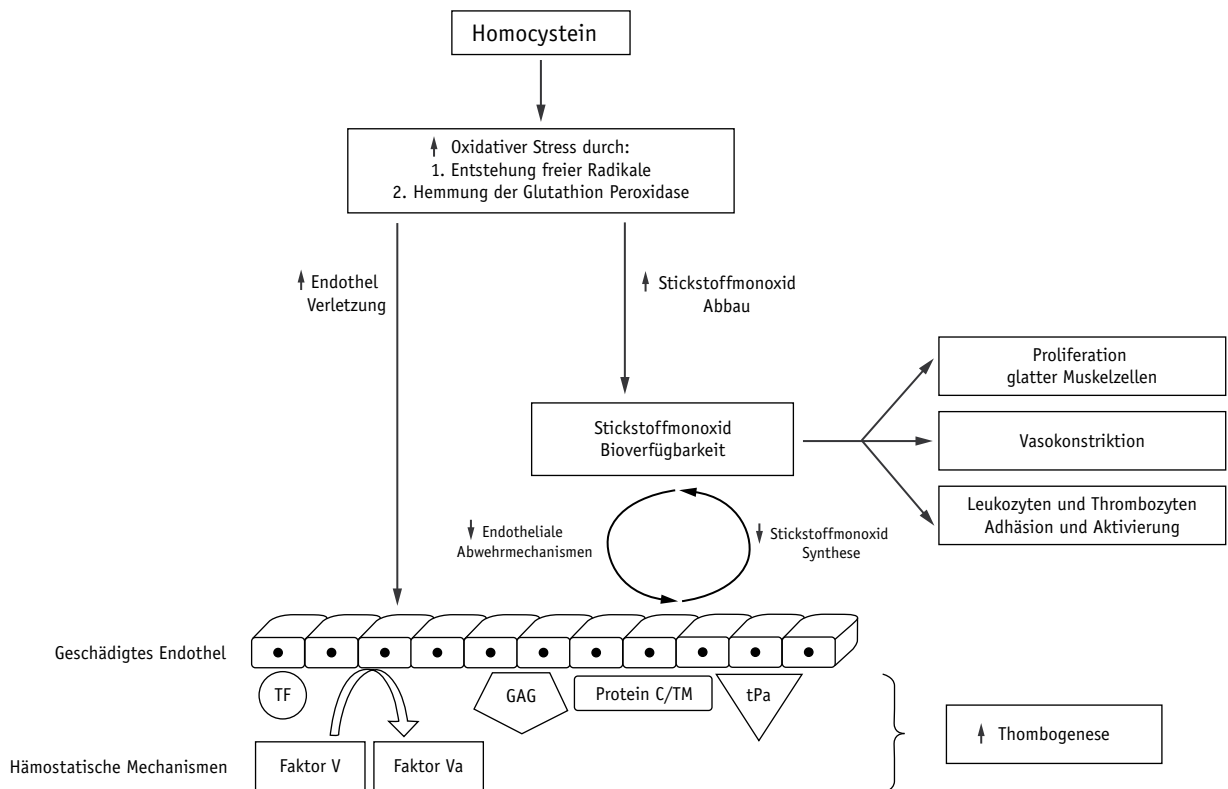 Homocystein
Oxidativer Stress durch:
1. Entstehung freier Radikale
2. Hemmung der Glutathion Peroxidase
Endothel
Verletzung
Stickstoffmonoxid
Abbau
Proliferation
glatter Muskelzellen
Stickstoffmonoxid
Bioverfügbarkeit
Vasokonstriktion
Leukozyten und Thrombozyten
Adhäsion und Aktivierung
Endotheliale
Abwehrmechanismen
Stickstoffmonoxid
Synthese
Geschädigtes Endothel
TF
GAG
Protein C/TM
tPa
Thombogenese
Hämostatische Mechanismen
Faktor V
Faktor Va